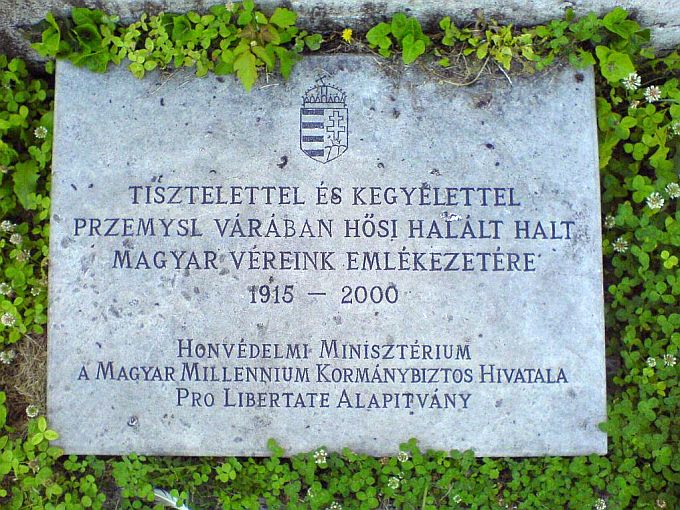 TISZTELETTEL ÉS KEGYELETTEL
PRZEMYSL VÁRÁBAN HŐSI HALÁLT HALT
MAGYAR VÉREINK EMLÉKEZETÉRE
1915 – 2000
HONVÉDELMI MINISZTÉRIUM
A MAGYAR MILLENNIUM KORMÁNYBIZTOS HIVATALA
PRO LIBERTATE ALAPITVÁNY